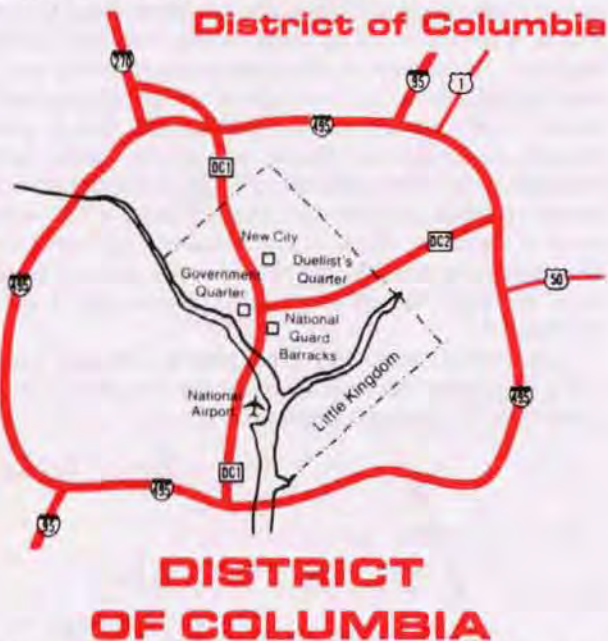 District of Columbia
270
95
1
495
DC1
New City
DC2
Duellist's
Quarter
Government
Quarter
495
50
National
Guard
Barracks
Little Kingdom
National
Airport
495
DC1
495
95
DISTRICT
OF COLUMBIA